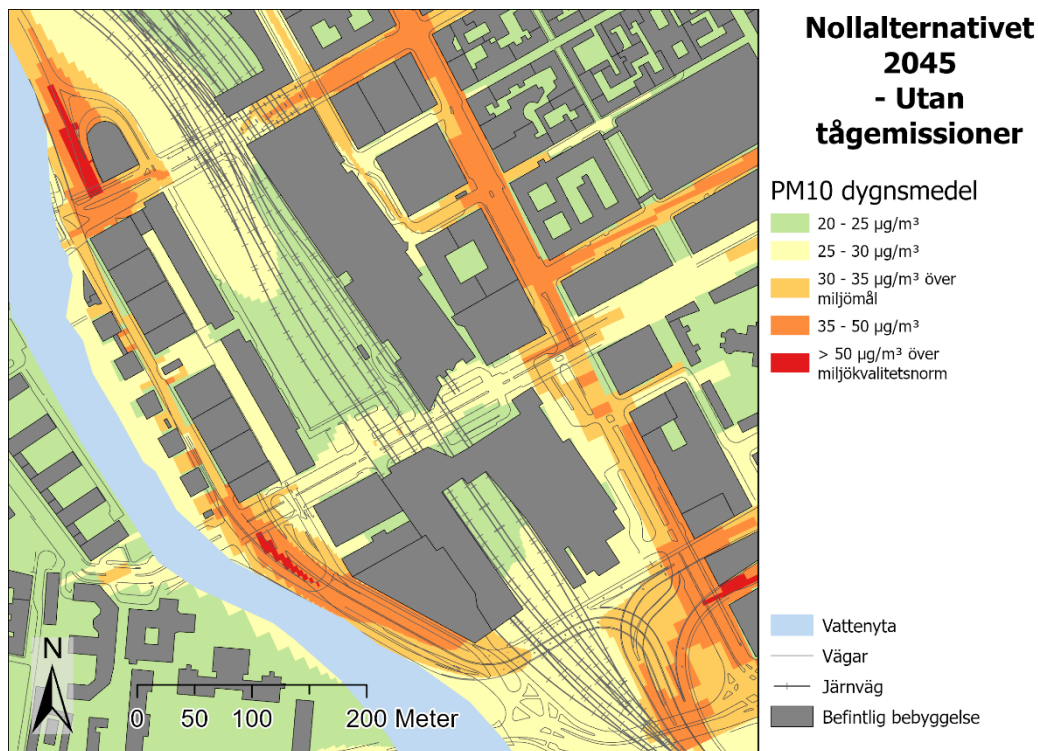 Nollalternativet
2045
- Utan
tågemissioner
PM10 dygnsmedel
20 - 25 µg/m³
25 - 30 µg/m³
30 - 35 µg/m³ över
miljömål
35 - 50 µg/m³
> 50 µg/m³ över
miljökvalitetsnorm
Vattenyta
Vägar
Järnväg
Befintlig bebyggelse
N
0 50 100 200 Meter